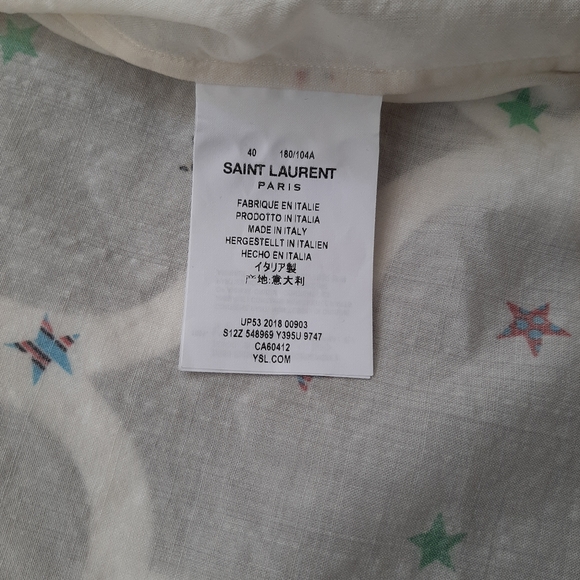 40 180/104A
SAINT LAURENT
PARIS
FABRIQUE EN ITALIE
PRODOTTO IN ITALIA
MADE IN ITALY
HERGESTELLT IN ITALIEN
HECHO EN ITALIA
イタリア製
产地:意大利
UP53 2018 00903
S12Z 548969 Y395U 9747
CA60412
YSL.COM